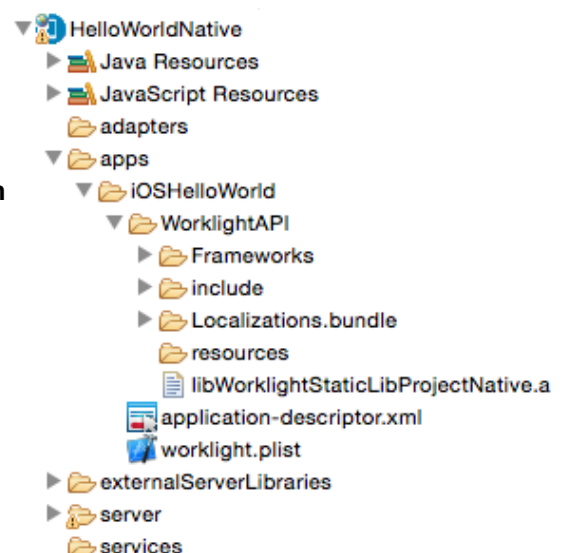 HelloWorldNative
Java Resources
JavaScript Resources
adapters
apps
n
iOSHelloWorld
WorklightAPI
Frameworks
include
Localizations.bundle
resources
libWorklightStaticLibProjectNative.a
application-descriptor.xml
worklight.plist
externalServerLibraries
server
services